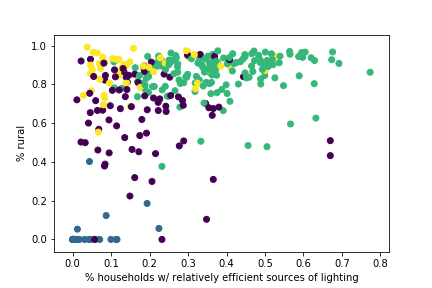 1.0
0.8
0.6
0.4
0.2
0.0
% rural
0.0 0.1 0.2 0.3 0.4 0.5 0.6 0.7 0.8
% households w/ relatively efficient sources of lighting